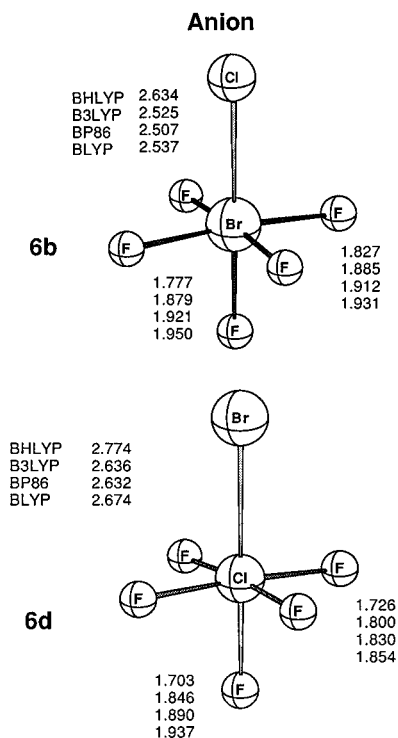 Anion
Cl
BHLYP 2.634
B3LYP 2.525
BP86 2.507
BLYP 2.537
F
F
Br
6b
F
F
1.827
1.885
1.912
1.931
1.777
1.879
1.921
1.950
F
Br
BHLYP 2.774
B3LYP 2.636
BP86 2.632
BLYP 2.674
F
F
Cl
F
F
6d
1.726
1.800
1.830
1.854
1.703
1.846
1.890
1.937
F